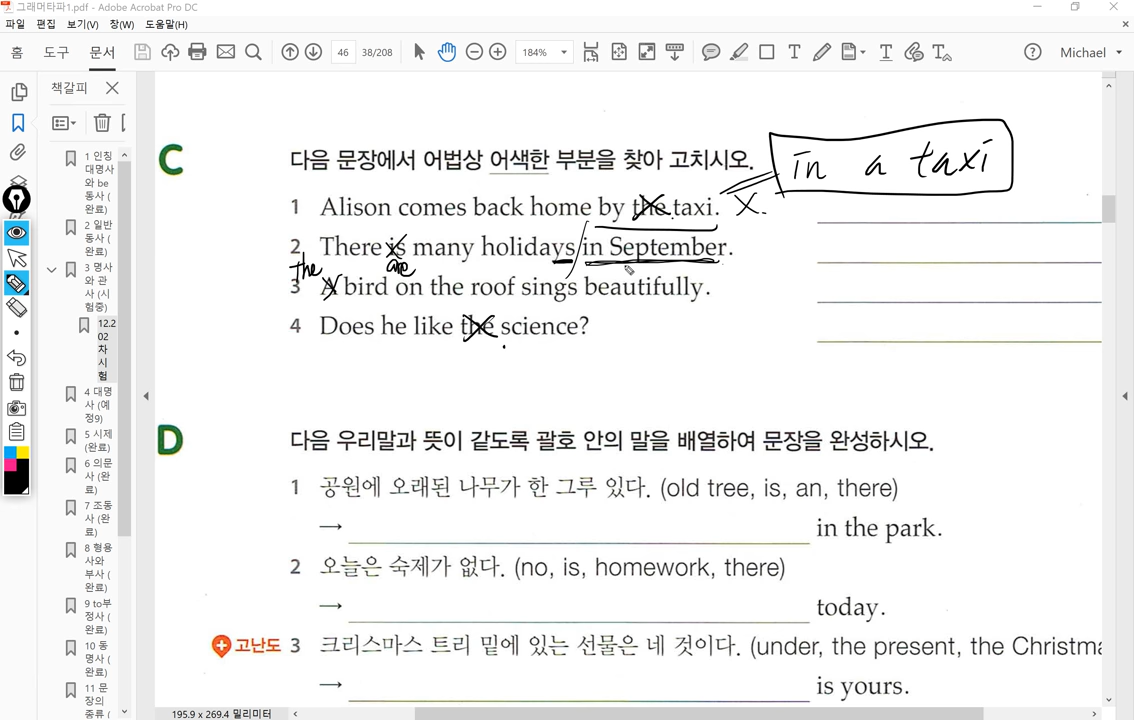 그래머타파1.pdf - Adobe Acrobat Pro DC
파일 편집 보기(V) 창(W) 도움말(H)
홈 도구 문서 46 38/208 184% Michael
책갈피
1 인칭 대명사 와 be 동사 ( 완료)
2 일반 동사 ( 완료)
3 명사 와 관 사 (시 험중)
12.2 02 차 시 험
4 대명 사 (예 정9)
5 시제 (완료)
6 의문 사 (완 료)
7 조동 사 (완 료)
8 형용 사와 부사 ( 완료)
9 to부 정사 ( 완료)
10 동 명사 ( 완료)
11 문 장의 종류 (
C 다음 문장에서 어법상 어색한 부분을 찾아 고치시오.
in a taxi
1 Alison comes back home by the taxi. X.
2 There is many holidays in September.
the are
3 A bird on the roof sings beautifully.
4 Does he like the science?
D 다음 우리말과 뜻이 같도록 괄호 안의 말을 배열하여 문장을 완성하시오.
1 공원에 오래된 나무가 한 그루 있다. (old tree, is, an, there)
→ in the park.
2 오늘은 숙제가 없다. (no, is, homework, there)
→ today.
고난도 3 크리스마스 트리 밑에 있는 선물은 네 것이다. (under, the present, the Christma
→ is yours.
195.9 x 269.4 밀리미터